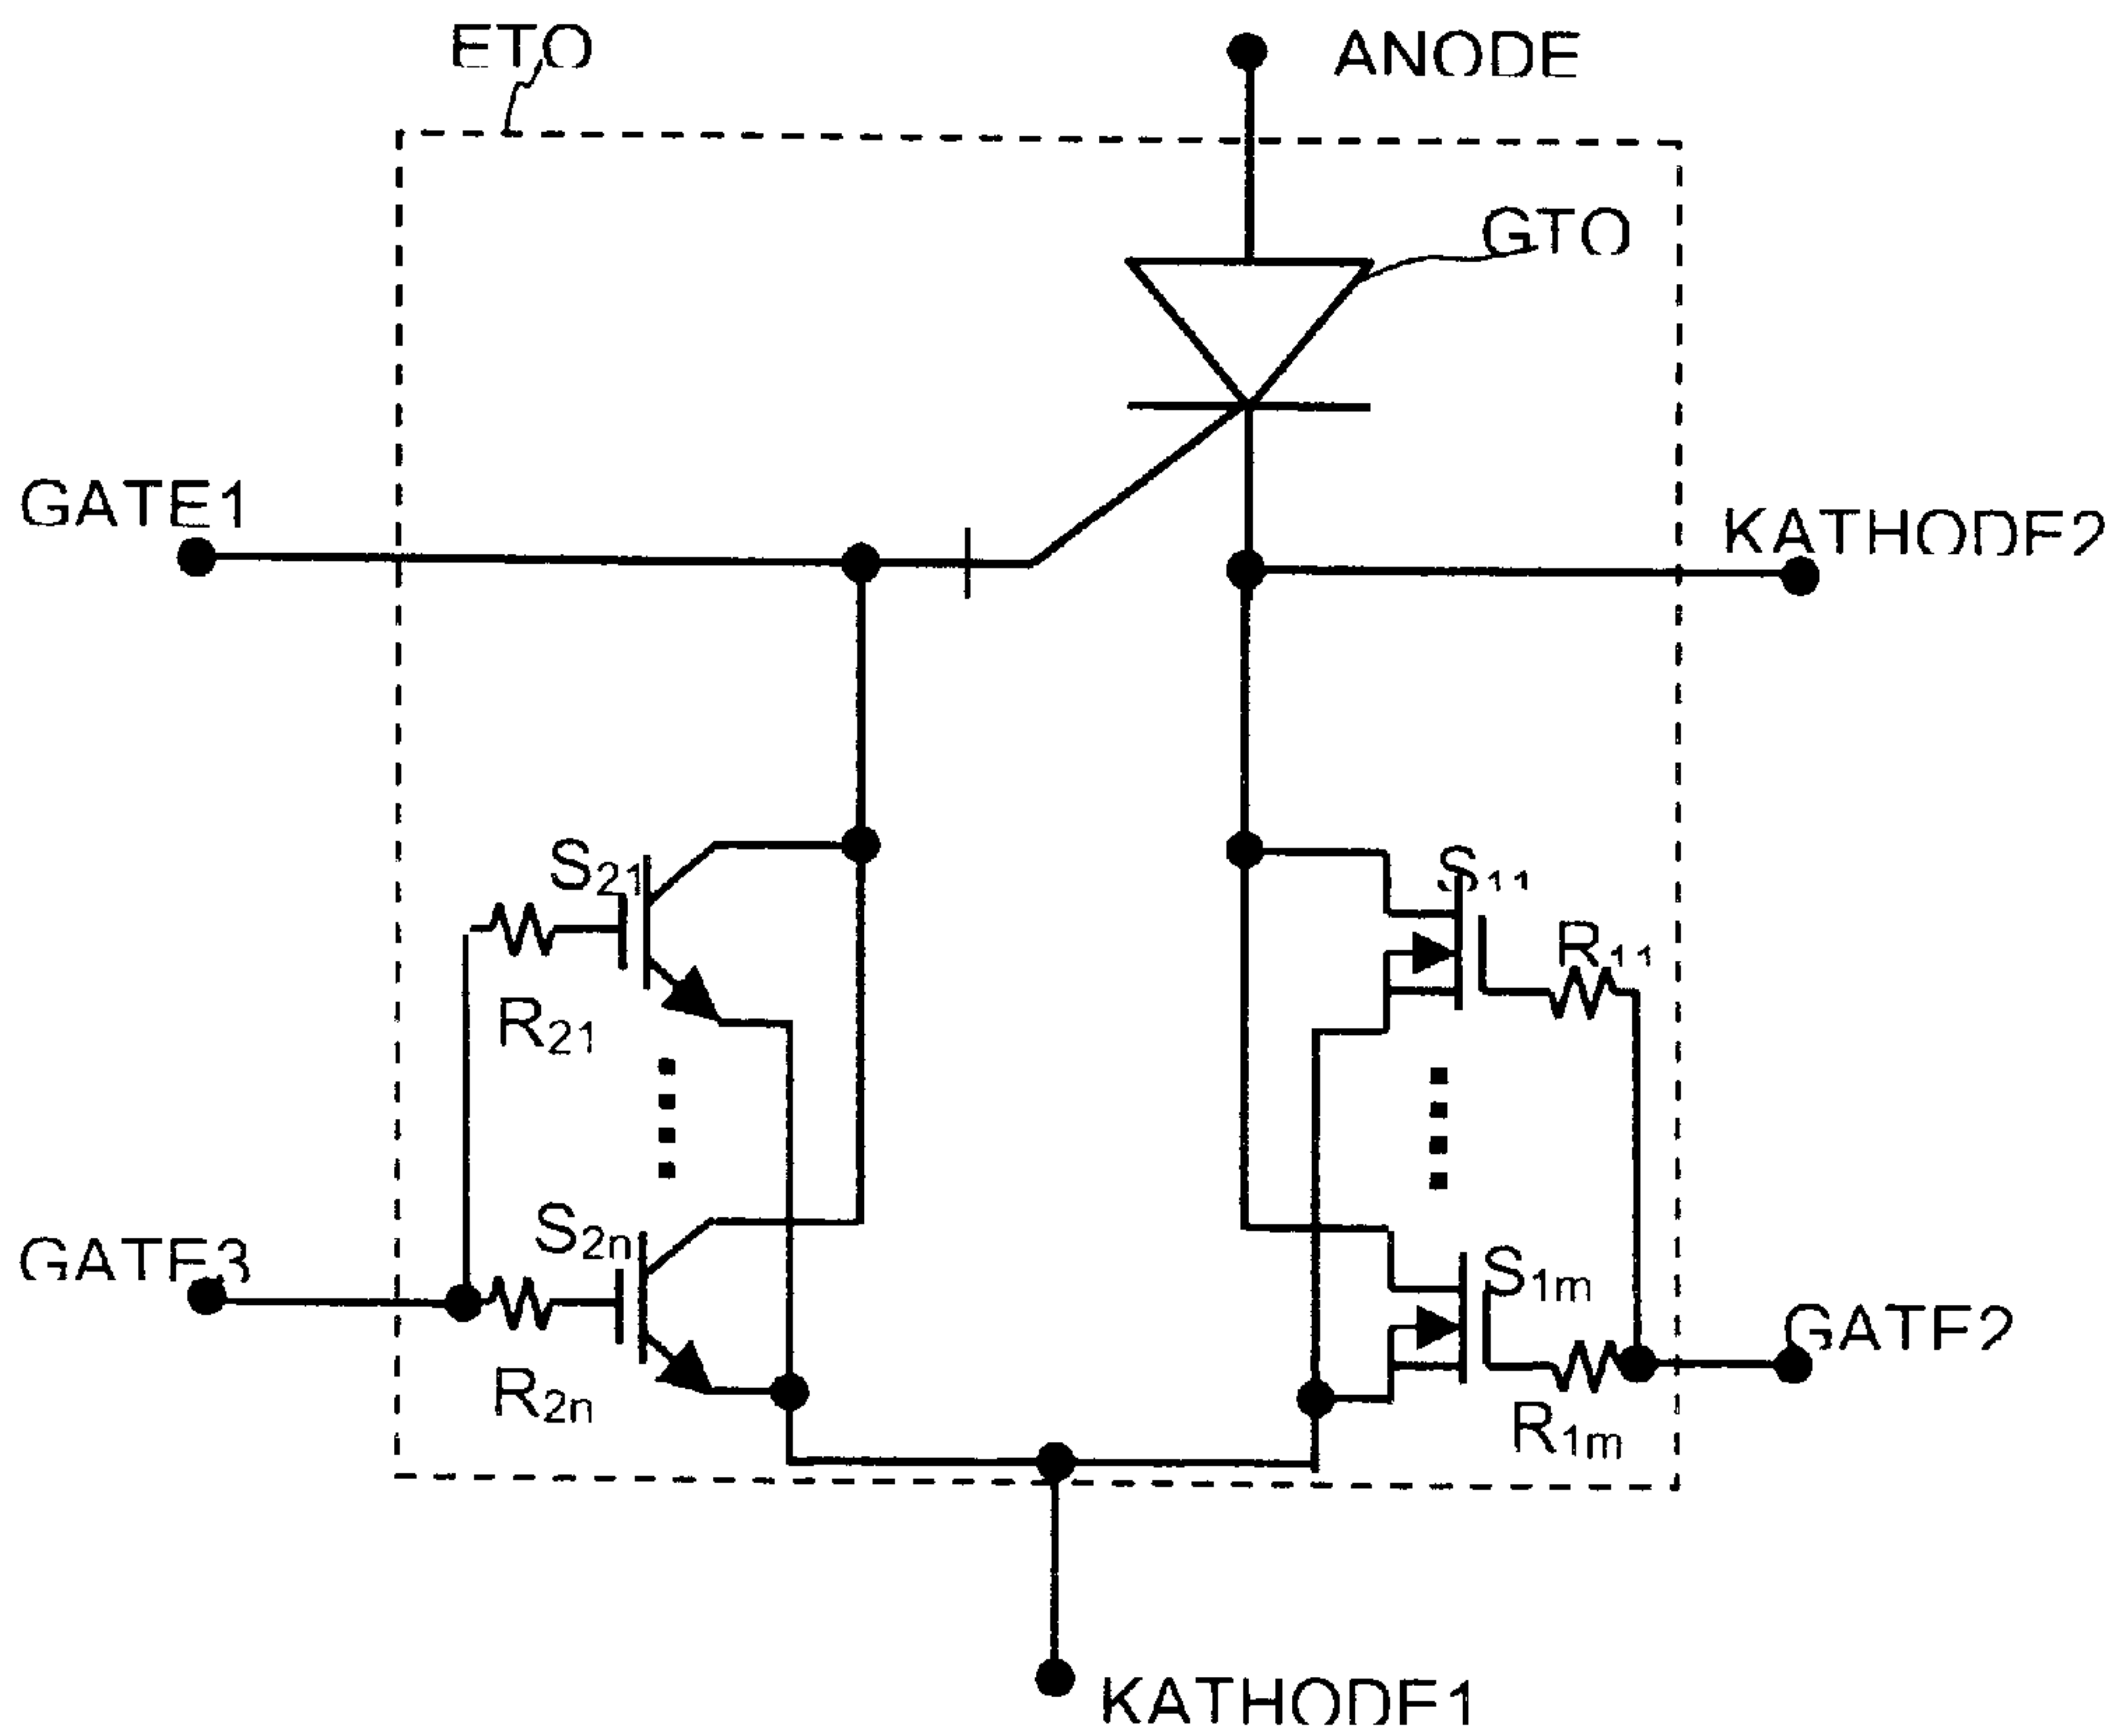 ETO
ANODE
GTO
GATE1
KATHODE2
S21
S11
R11
R21
S2n
GATE3
S1m
GATE2
R2n
R1m
KATHODE1